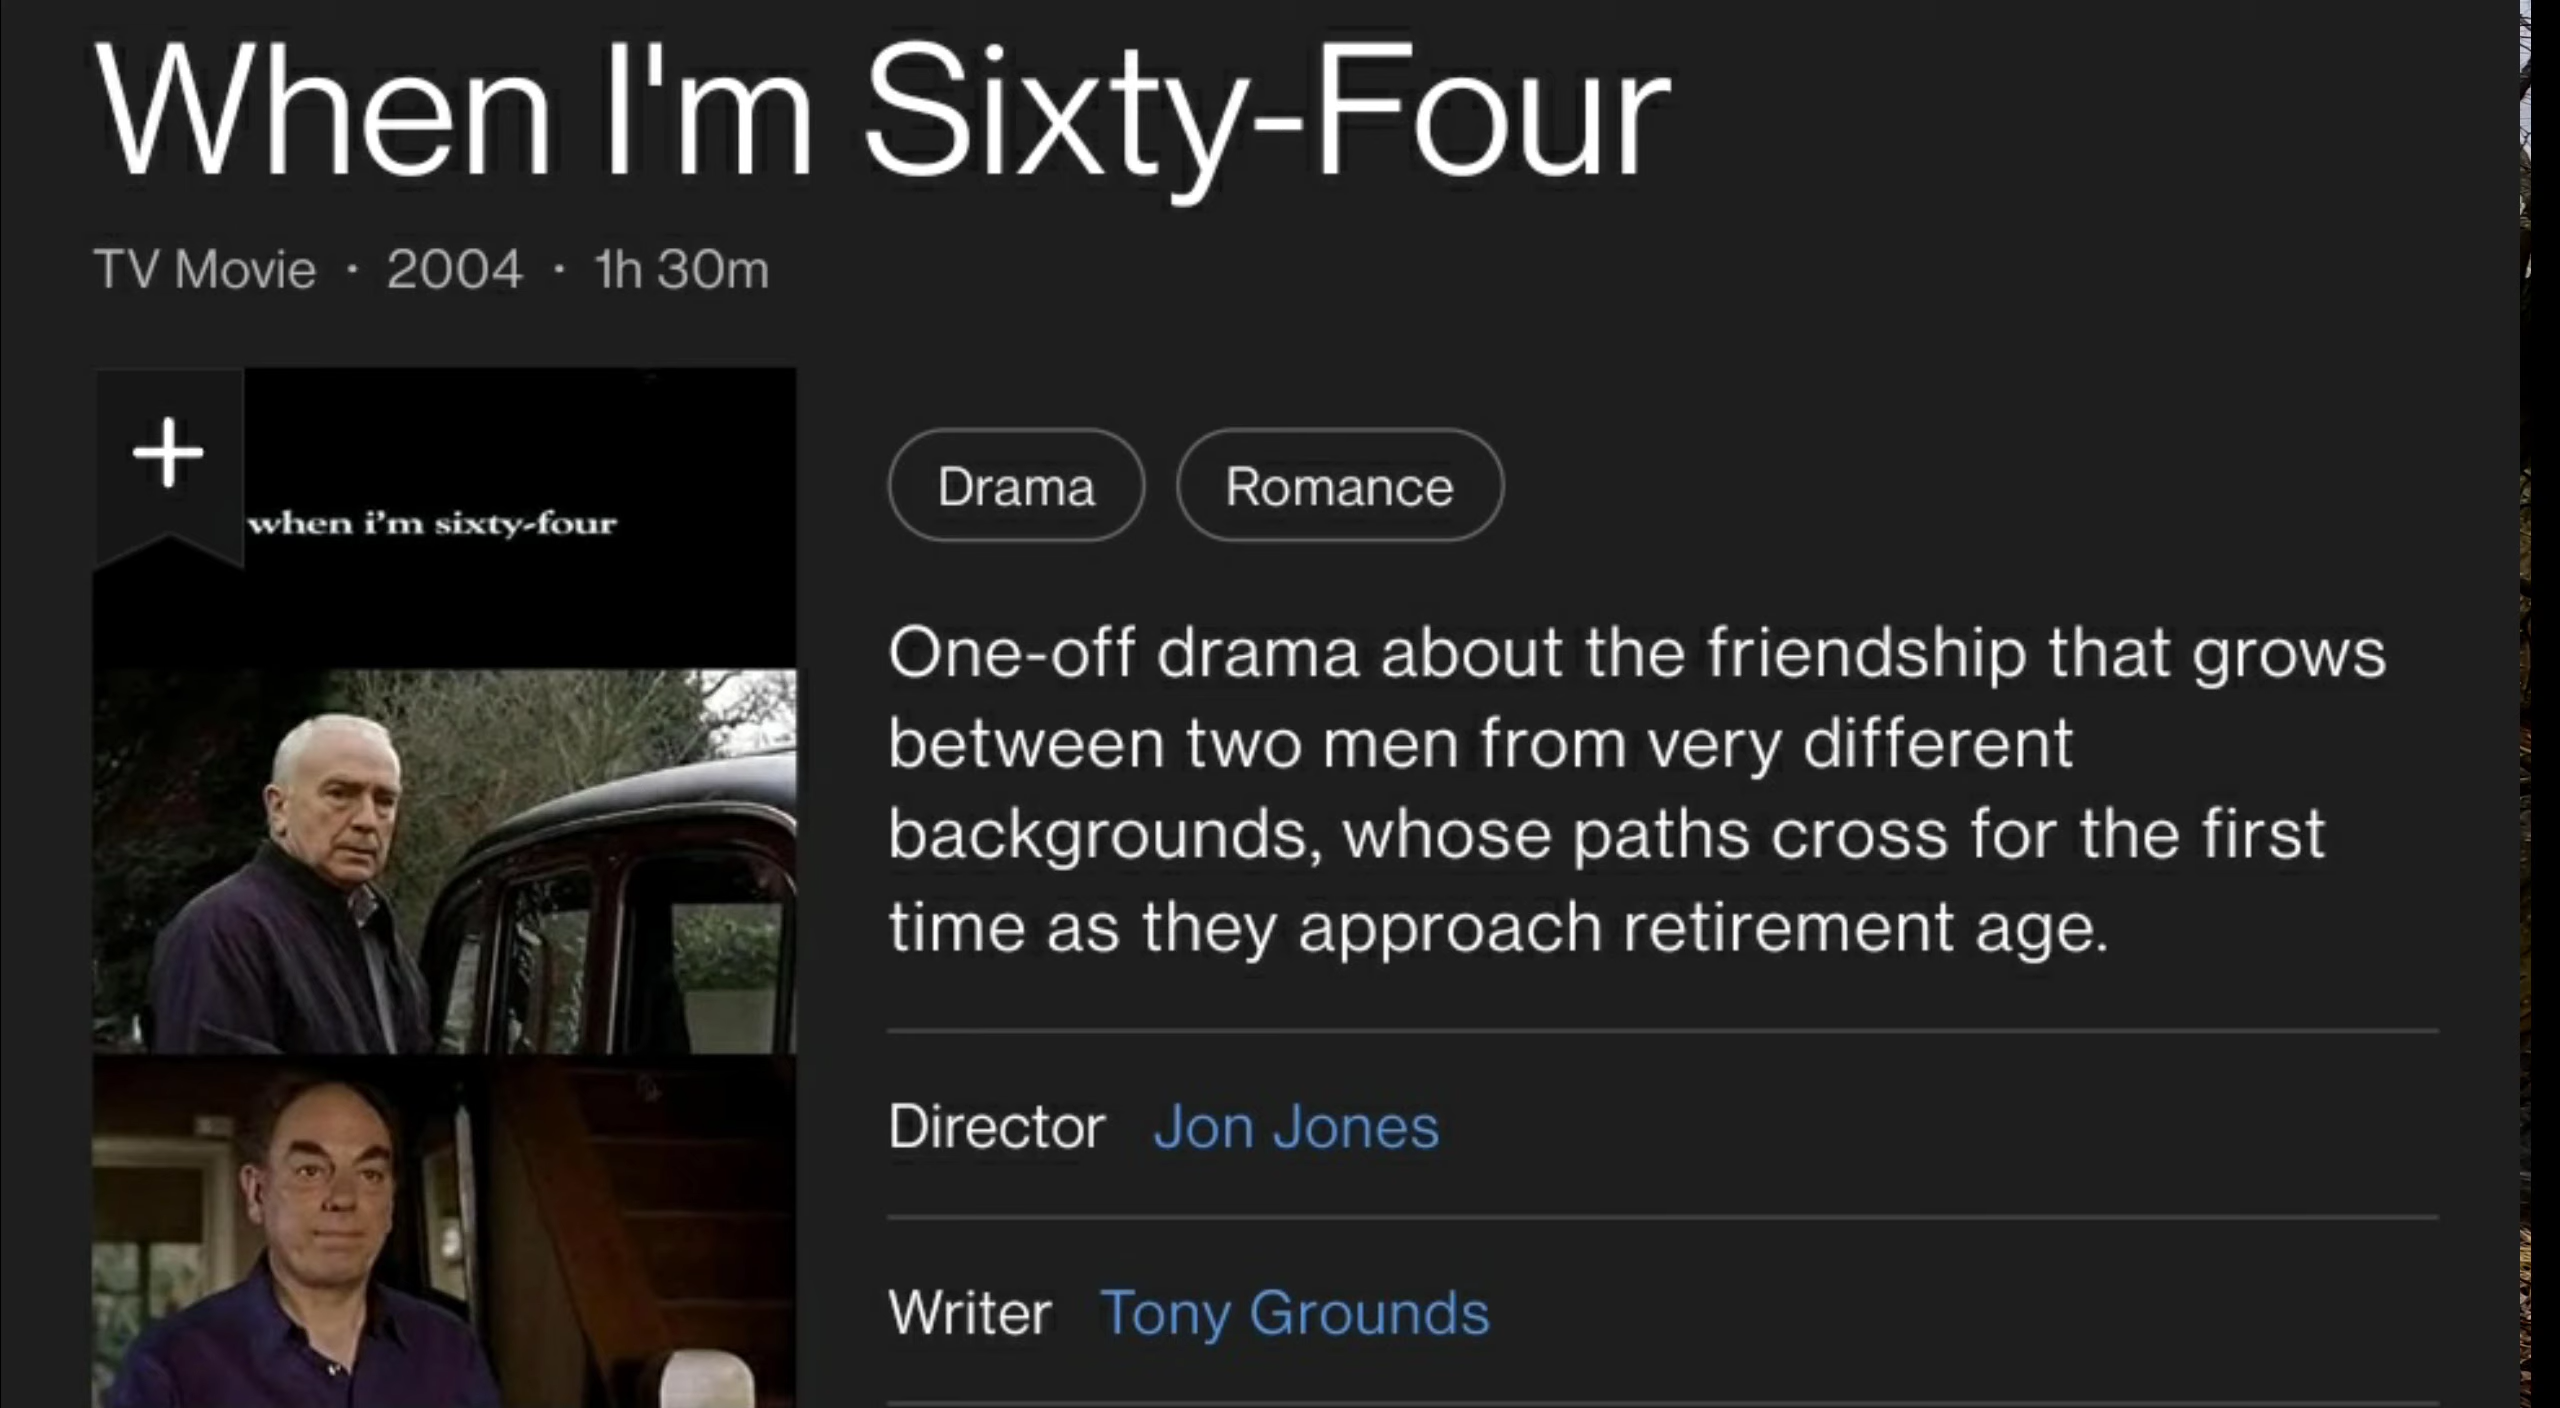 When I'm Sixty-Four
TV Movie · 2004 · 1h 30m
when i'm sixty-four
Drama
Romance
One-off drama about the friendship that grows
between two men from very different
backgrounds, whose paths cross for the first
time as they approach retirement age.
Director Jon Jones
Writer Tony Grounds